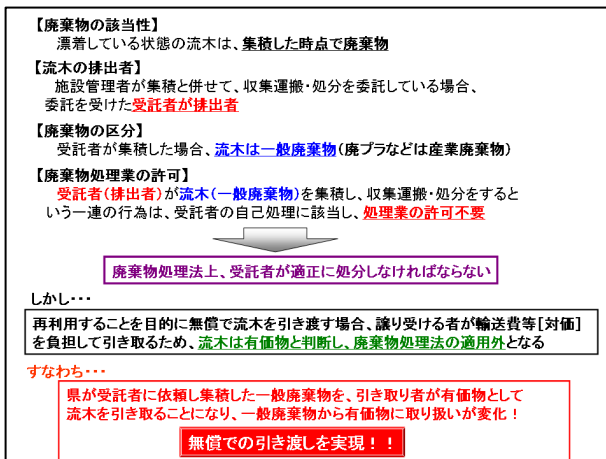 【廃棄物の該当性】
漂着している状態の流木は、集積した時点で廃棄物
【流木の排出者】
施設管理者が集積と併せて、収集運搬・処分を委託している場合、
委託を受けた受託者が排出者
【廃棄物の区分】
受託者が集積した場合、流木は一般廃棄物(廃プラなどは産業廃棄物)
【廃棄物処理業の許可】
受託者(排出者)が流木(一般廃棄物)を集積し、収集運搬・処分をすると
いう一連の行為は、受託者の自己処理に該当し、処理業の許可不要
廃棄物処理法上、受託者が適正に処分しなければならない
しかし・・・
再利用することを目的に無償で流木を引き渡す場合、譲り受ける者が輸送費等[対価]
を負担して引き取るため、流木は有価物と判断し、廃棄物処理法の適用外となる
すなわち・・・
県が受託者に依頼し集積した一般廃棄物を、引き取り者が有価物として
流木を引き取ることになり、一般廃棄物から有価物に取り扱いが変化！
無償での引き渡しを実現！！